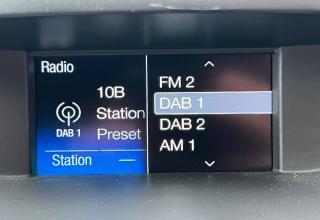 Radio
10B
Station
Preset
DAB 1
Station
FM 2
DAB 1
DAB 2
AM 1